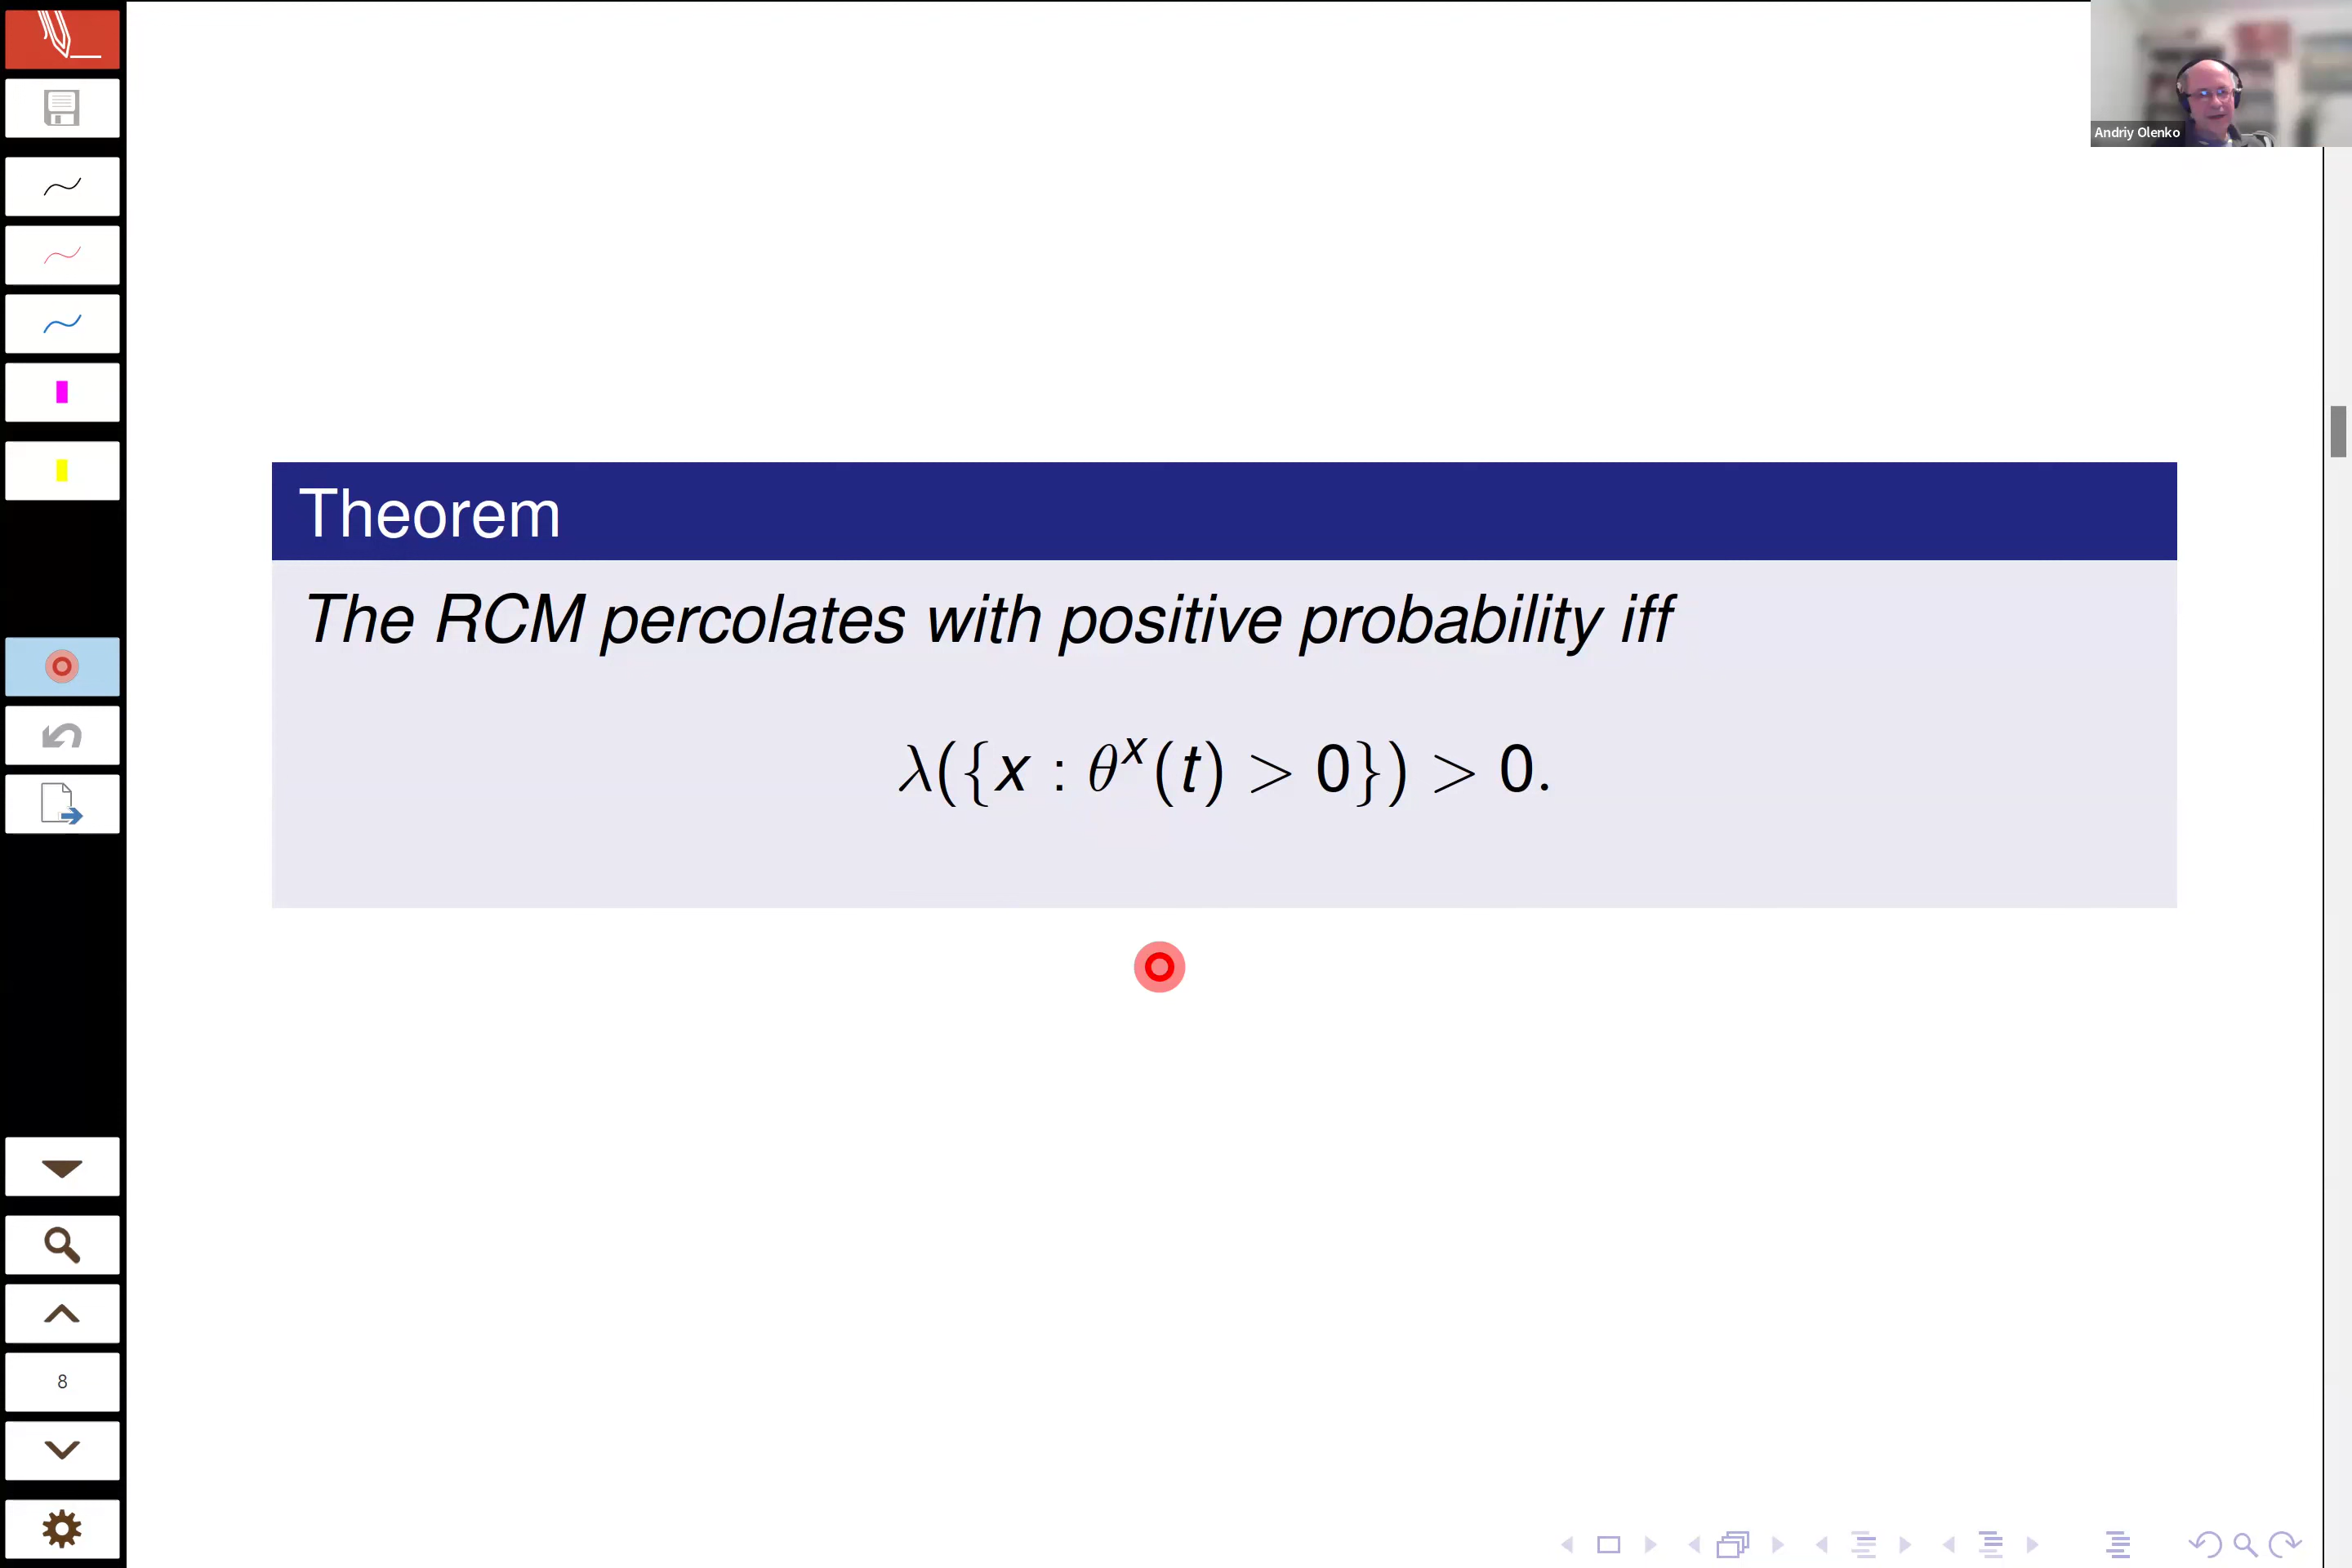 Andriy Olenko
Theorem
The RCM percolates with positive probability iff
λ({x : θ^x(t) > 0}) > 0.
8